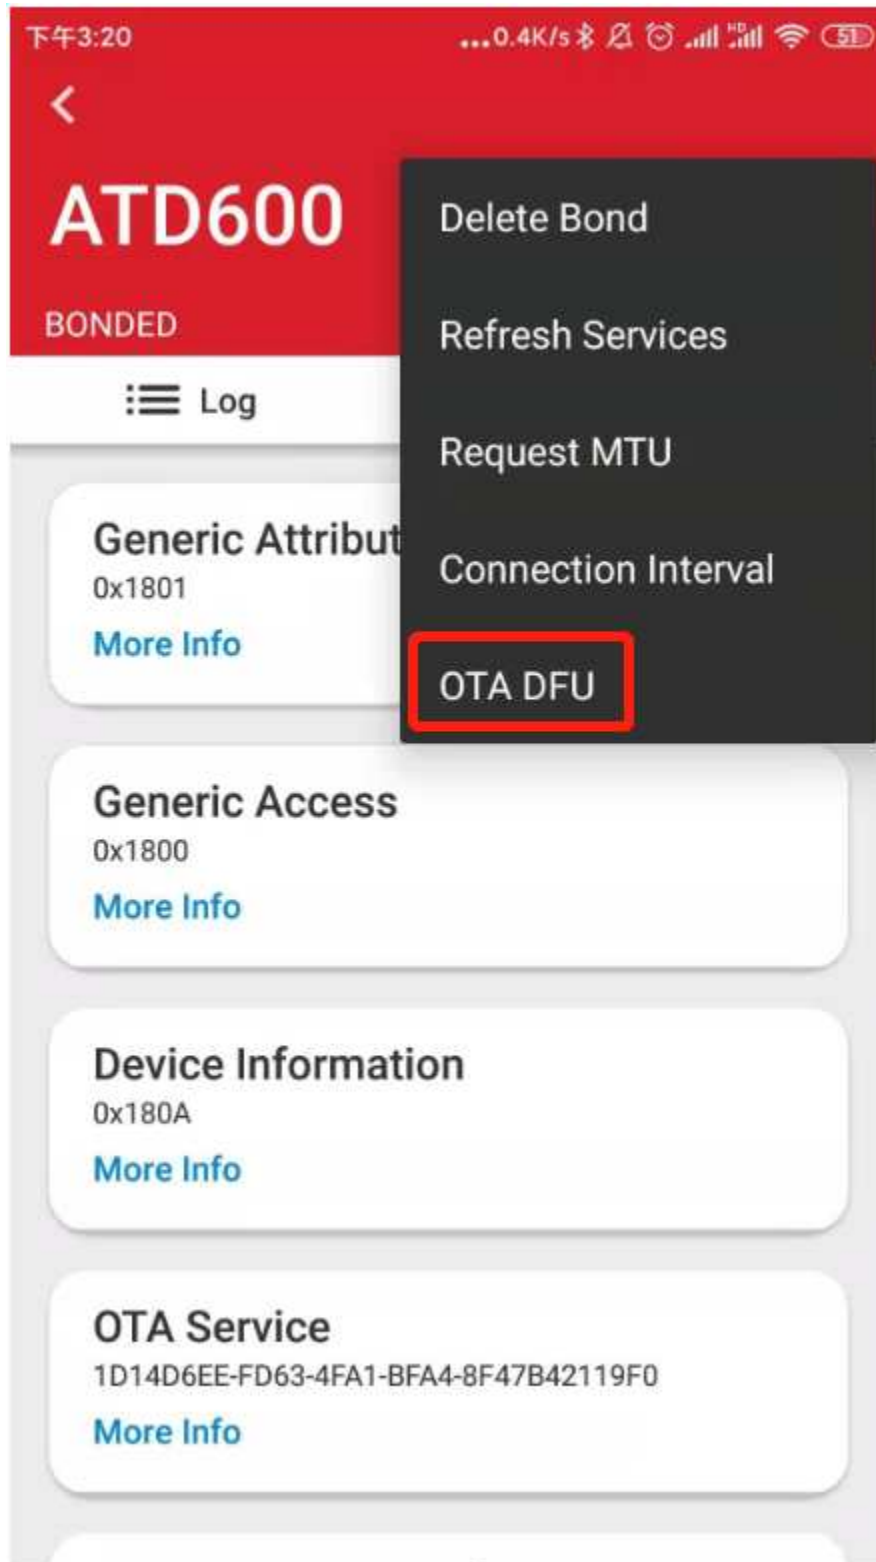 下午3:20
...0.4K/s HD 51
ATD600
BONDED
Log
Delete Bond
Refresh Services
Request MTU
Connection Interval
OTA DFU
Generic Attribut
0x1801
More Info
Generic Access
0x1800
More Info
Device Information
0x180A
More Info
OTA Service
1D14D6EE-FD63-4FA1-BFA4-8F47B42119F0
More Info